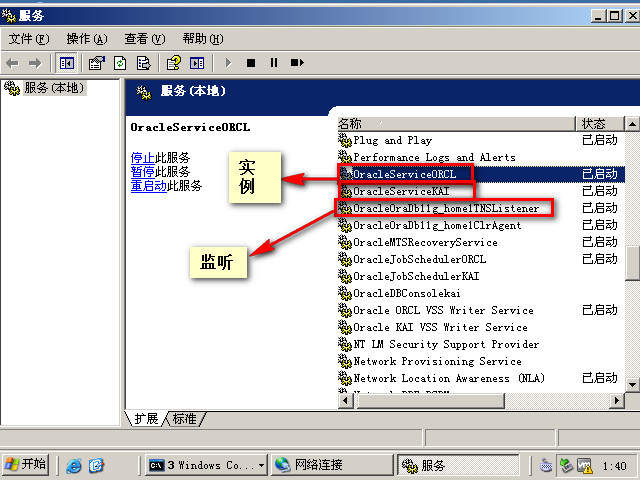 服务
文件(F) 操作(A) 查看(V) 帮助(H)
服务(本地)
服务(本地)
OracleServiceORCL
停止此服务
暂停此服务
重启动此服务
实例
监听
名称 状态
Plug and Play 已启动
Performance Logs and Alerts
OracleServiceORCL 已启动
OracleServiceKAI 已启动
OracleOraDb11g_home1TNSListener 已启动
OracleOraDb11g_home1ClrAgent 已启动
OracleMTSRecoveryService 已启动
OracleJobSchedulerORCL 已启动
OracleJobSchedulerKAI
OracleDBConsolekai
Oracle ORCL VSS Writer Service 已启动
Oracle KAI VSS Writer Service
NT LM Security Support Provider
Network Provisioning Service
Network Location Awareness (NLA) 已启动
扩展 标准
开始 3 Windows Co... 网络连接 服务 1:40